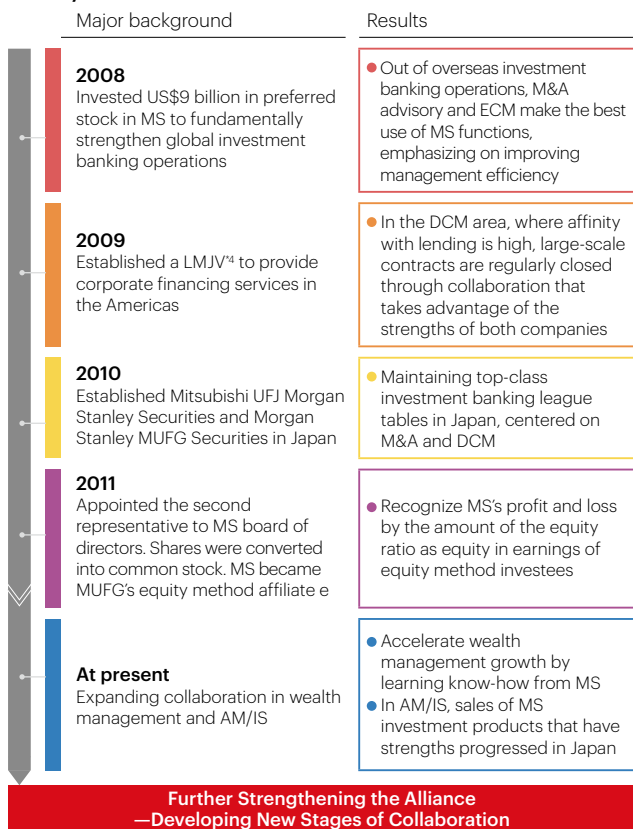 Major background
Results
2008
Invested US$9 billion in preferred
stock in MS to fundamentally
strengthen global investment
banking operations
● Out of overseas investment
banking operations, M&A
advisory and ECM make the best
use of MS functions,
emphasizing on improving
management efficiency
2009
Established a LMJV*4 to provide
corporate financing services in
the Americas
● In the DCM area, where affinity
with lending is high, large-scale
contracts are regularly closed
through collaboration that
takes advantage of the
strengths of both companies
2010
Established Mitsubishi UFJ Morgan
Stanley Securities and Morgan
Stanley MUFG Securities in Japan
● Maintaining top-class
investment banking league
tables in Japan, centered on
M&A and DCM
2011
Appointed the second
representative to MS board of
directors. Shares were converted
into common stock. MS became
MUFG's equity method affiliate e
● Recognize MS's profit and loss
by the amount of the equity
ratio as equity in earnings of
equity method investees
At present
Expanding collaboration in wealth
management and AM/IS
● Accelerate wealth
management growth by
learning know-how from MS
● In AM/IS, sales of MS
investment products that have
strengths progressed in Japan
Further Strengthening the Alliance
—Developing New Stages of Collaboration